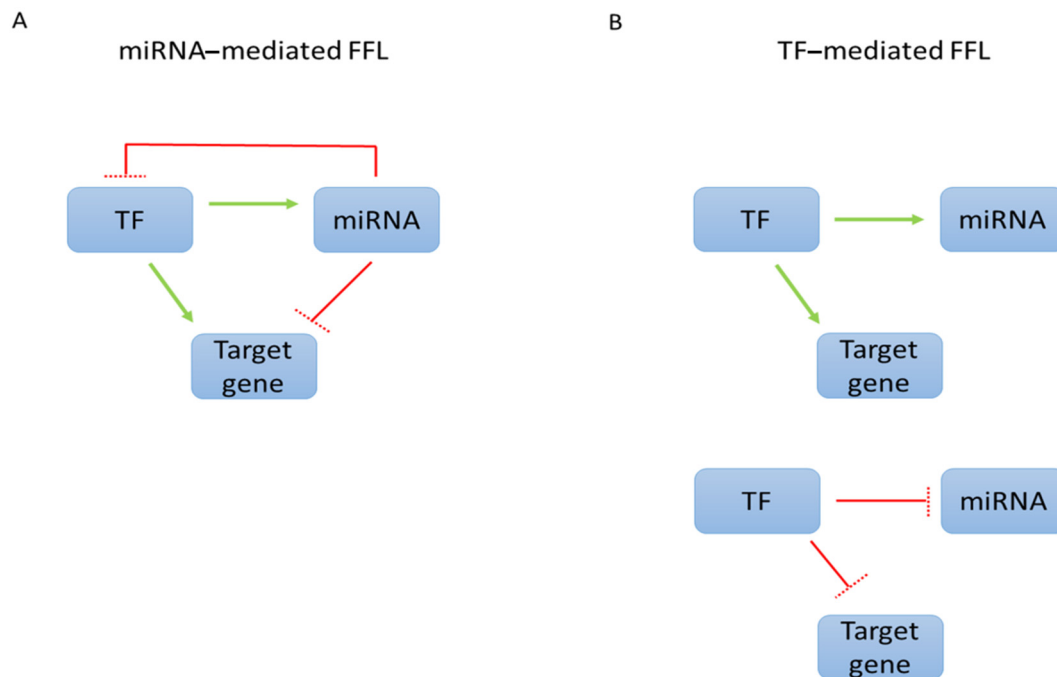 A
miRNA–mediated FFL
TF
miRNA
Target
gene
B
TF–mediated FFL
TF
miRNA
Target
gene
TF
miRNA
Target
gene